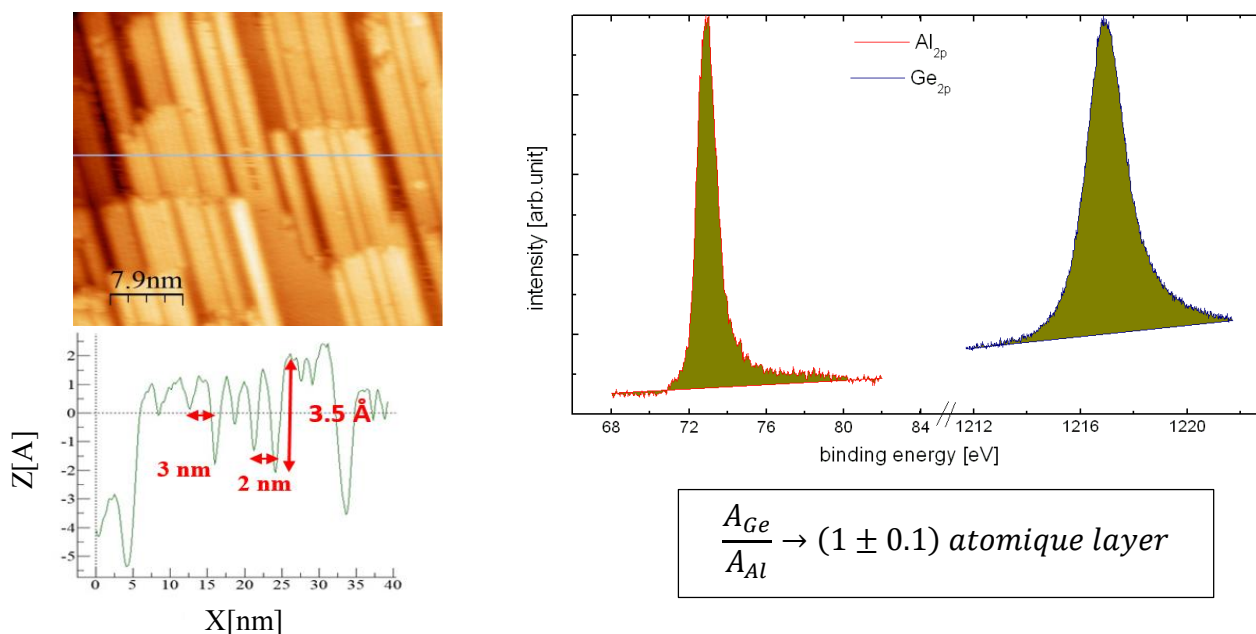 7.9nm
Z[A]
2
1
0
-1
-2
-3
-4
-5
3 nm
2 nm
3.5 Å
0 5 10 15 20 25 30 35 40
X[nm]
Al2p
Ge2p
intensity [arb.unit]
68 72 76 80 84 // 1212 1216 1220
binding energy [eV]
A_Ge/A_Al → (1 ± 0.1) atomique layer